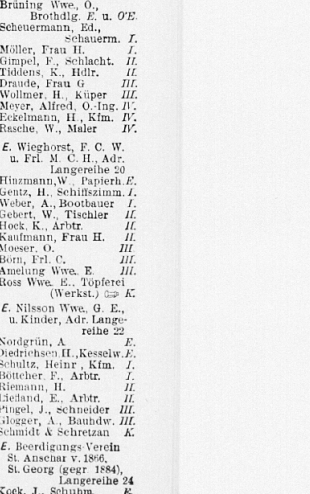 Brüning Wwe., O.,
Brothdlg. E. u. O'E.
Scheuermann, Ed.,
Schauerm. I.
Möller, Frau H. I.
Gimpel, F., Schlacht. II.
Tiddens, K., Hdlr. II.
Draude, Frau G III.
Wollmer, H., Küper III.
Meyer, Alfred, O.-Ing. IV.
Eckelmann, H., Kfm. IV.
Rasche, W., Maler IV.
E. Wieghorst, F. C. W.
u. Frl. M. C. H., Adr.
Langereihe 20
Hinzmann, W., Papierh. E.
Gentz, H., Schiffszimm. I.
Weber, A., Bootbauer I.
Gebert, W., Tischler II.
Hock, K., Arbtr. II.
Kaufmann, Frau H. II.
Moeser, O. III.
Börn, Frl. C. III.
Amelung Wwe., E. III.
Ross Wwe., E., Töpferei
(Werkst.) K.
E. Nilsson Wwe., G. E.,
u. Kinder, Adr. Lange-
reihe 22
Nordgrün, A. E.
Diedrichsen, H., Kesselw. E.
Schultz, Heinr., Kfm. I.
Böttcher, F., Arbtr. I.
Riemann, H. II.
E., Arbtr. II.
Pingel, J., Schneider III.
Glogger, A., Bauhdw. III.
Schmidt & Schretzan K.
E. Beerdigungs-Verein
St. Anschar v. 1866,
St. Georg (gegr. 1884),
Langereihe 24
Kock, J., Schuhm. E.